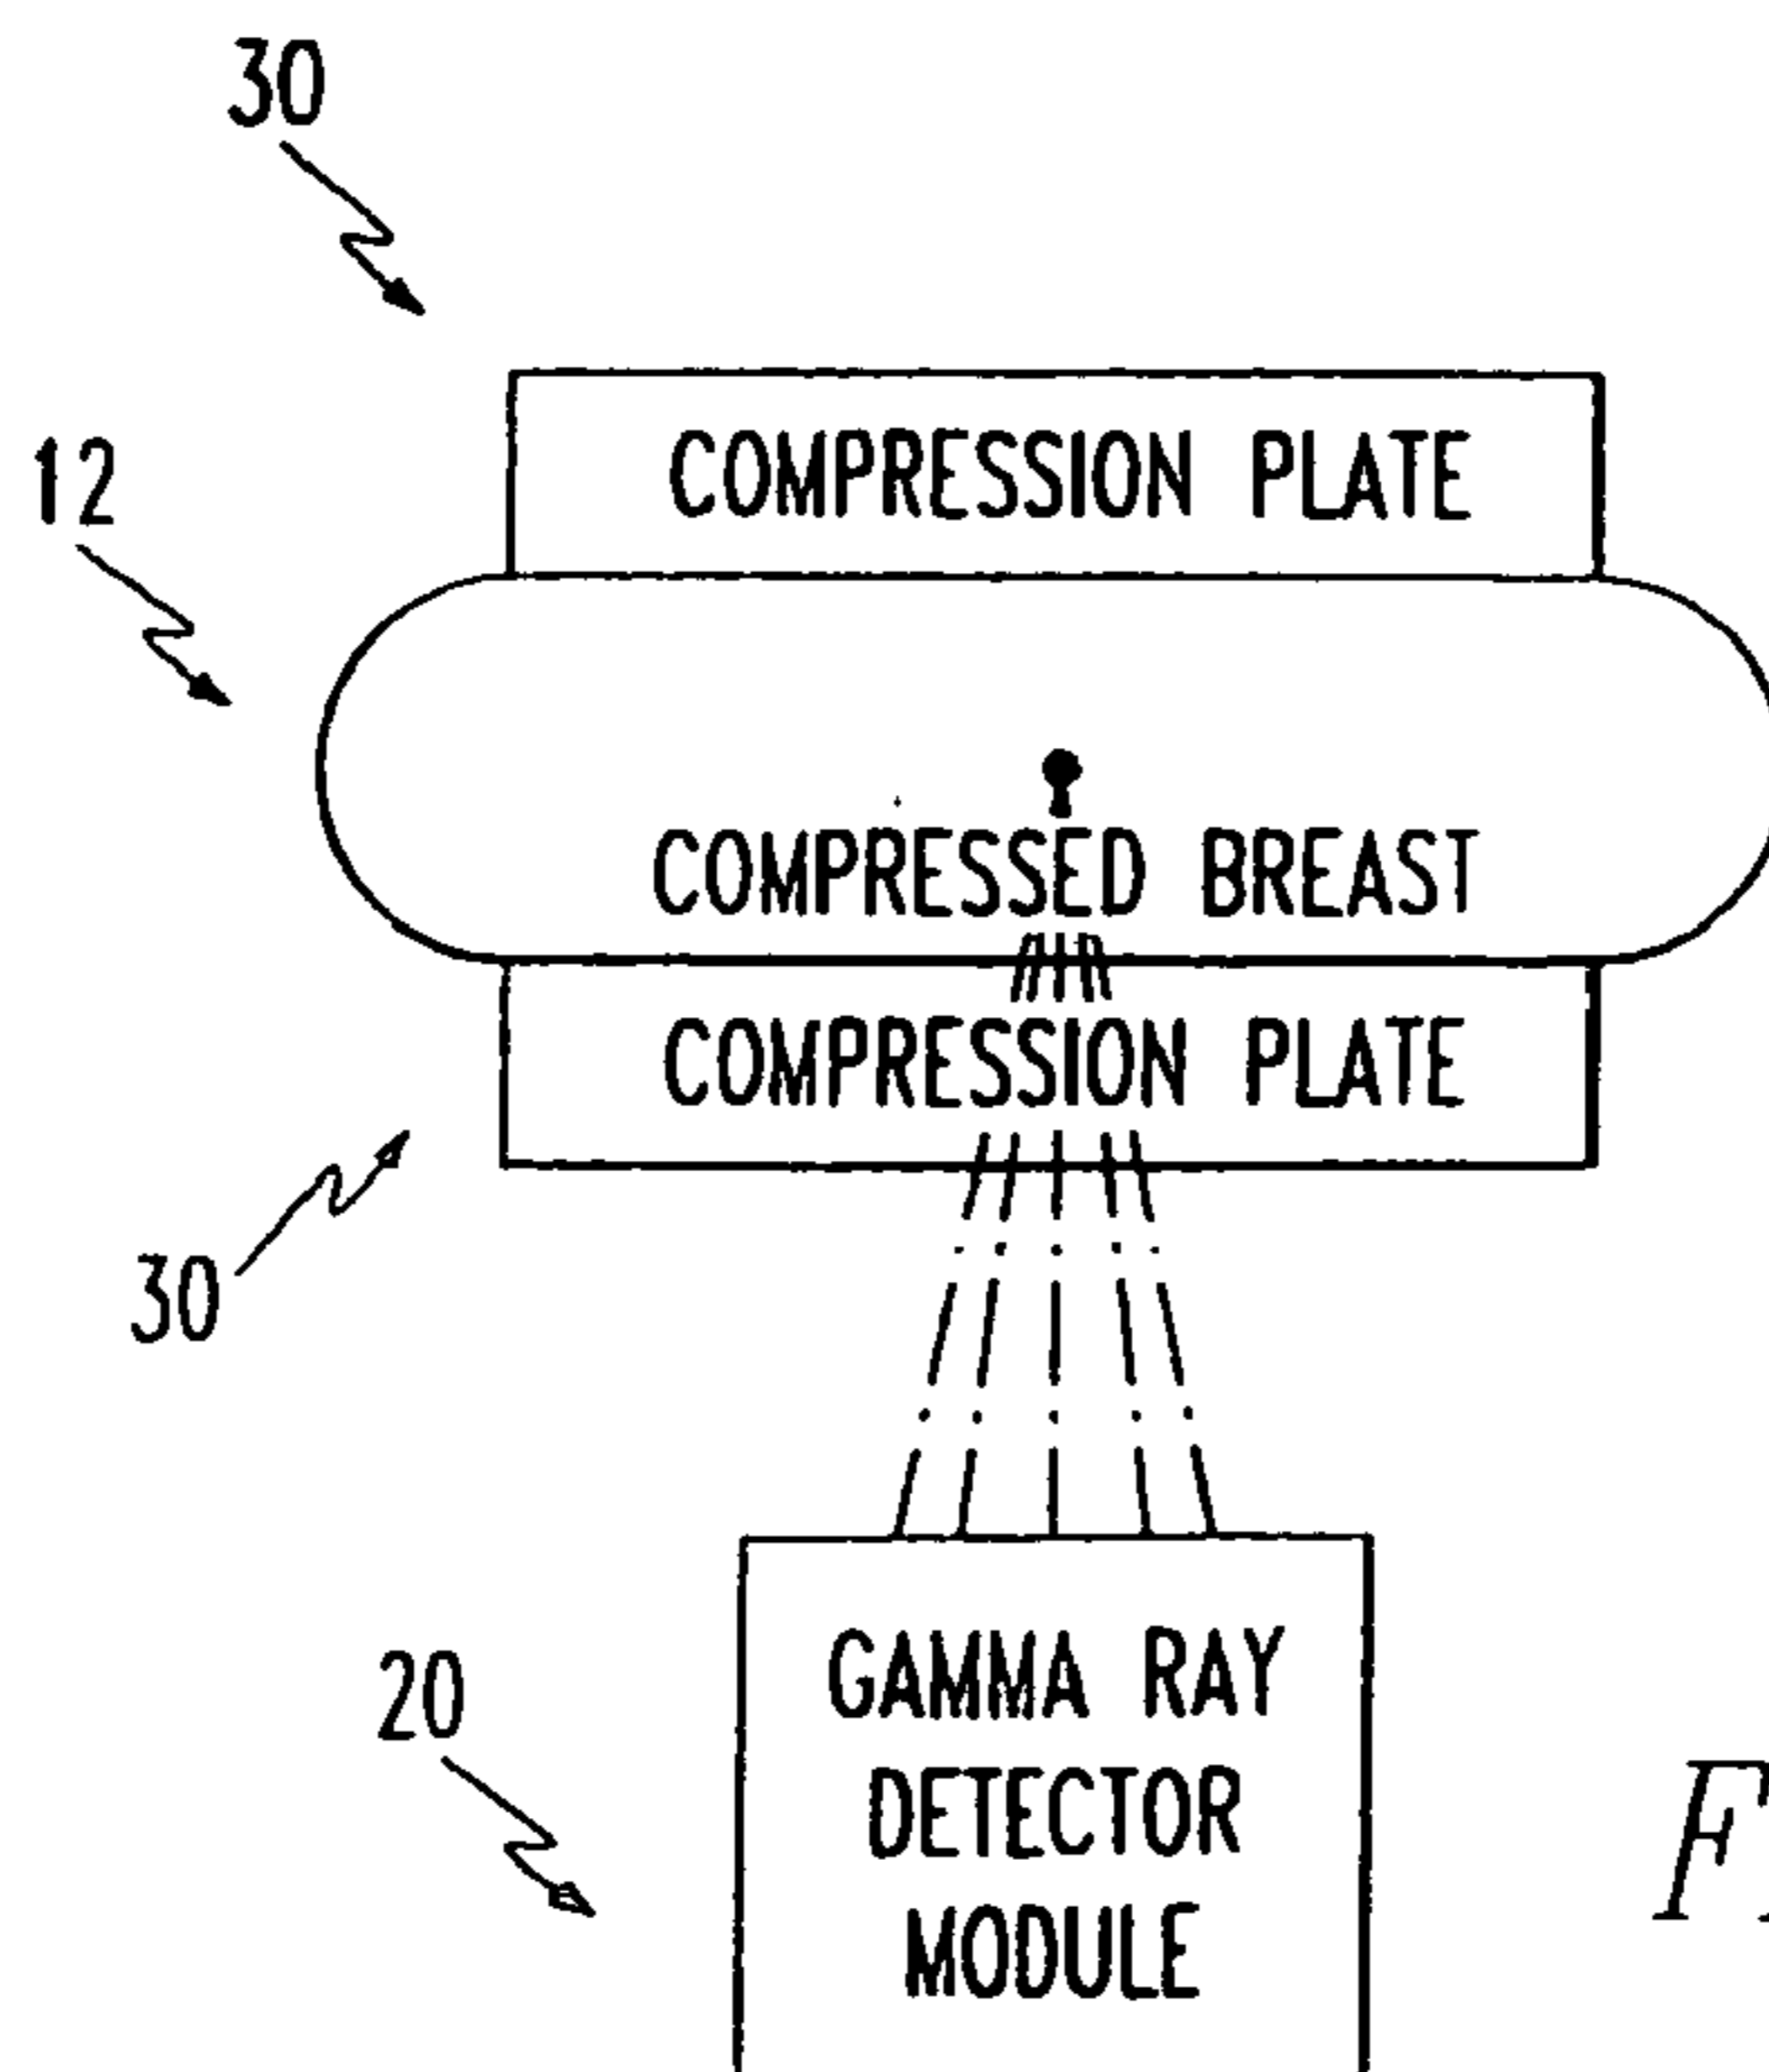 30
COMPRESSION PLATE
12
COMPRESSED BREAST
COMPRESSION PLATE
30
GAMMA RAY
20
DETECTOR
MODULE